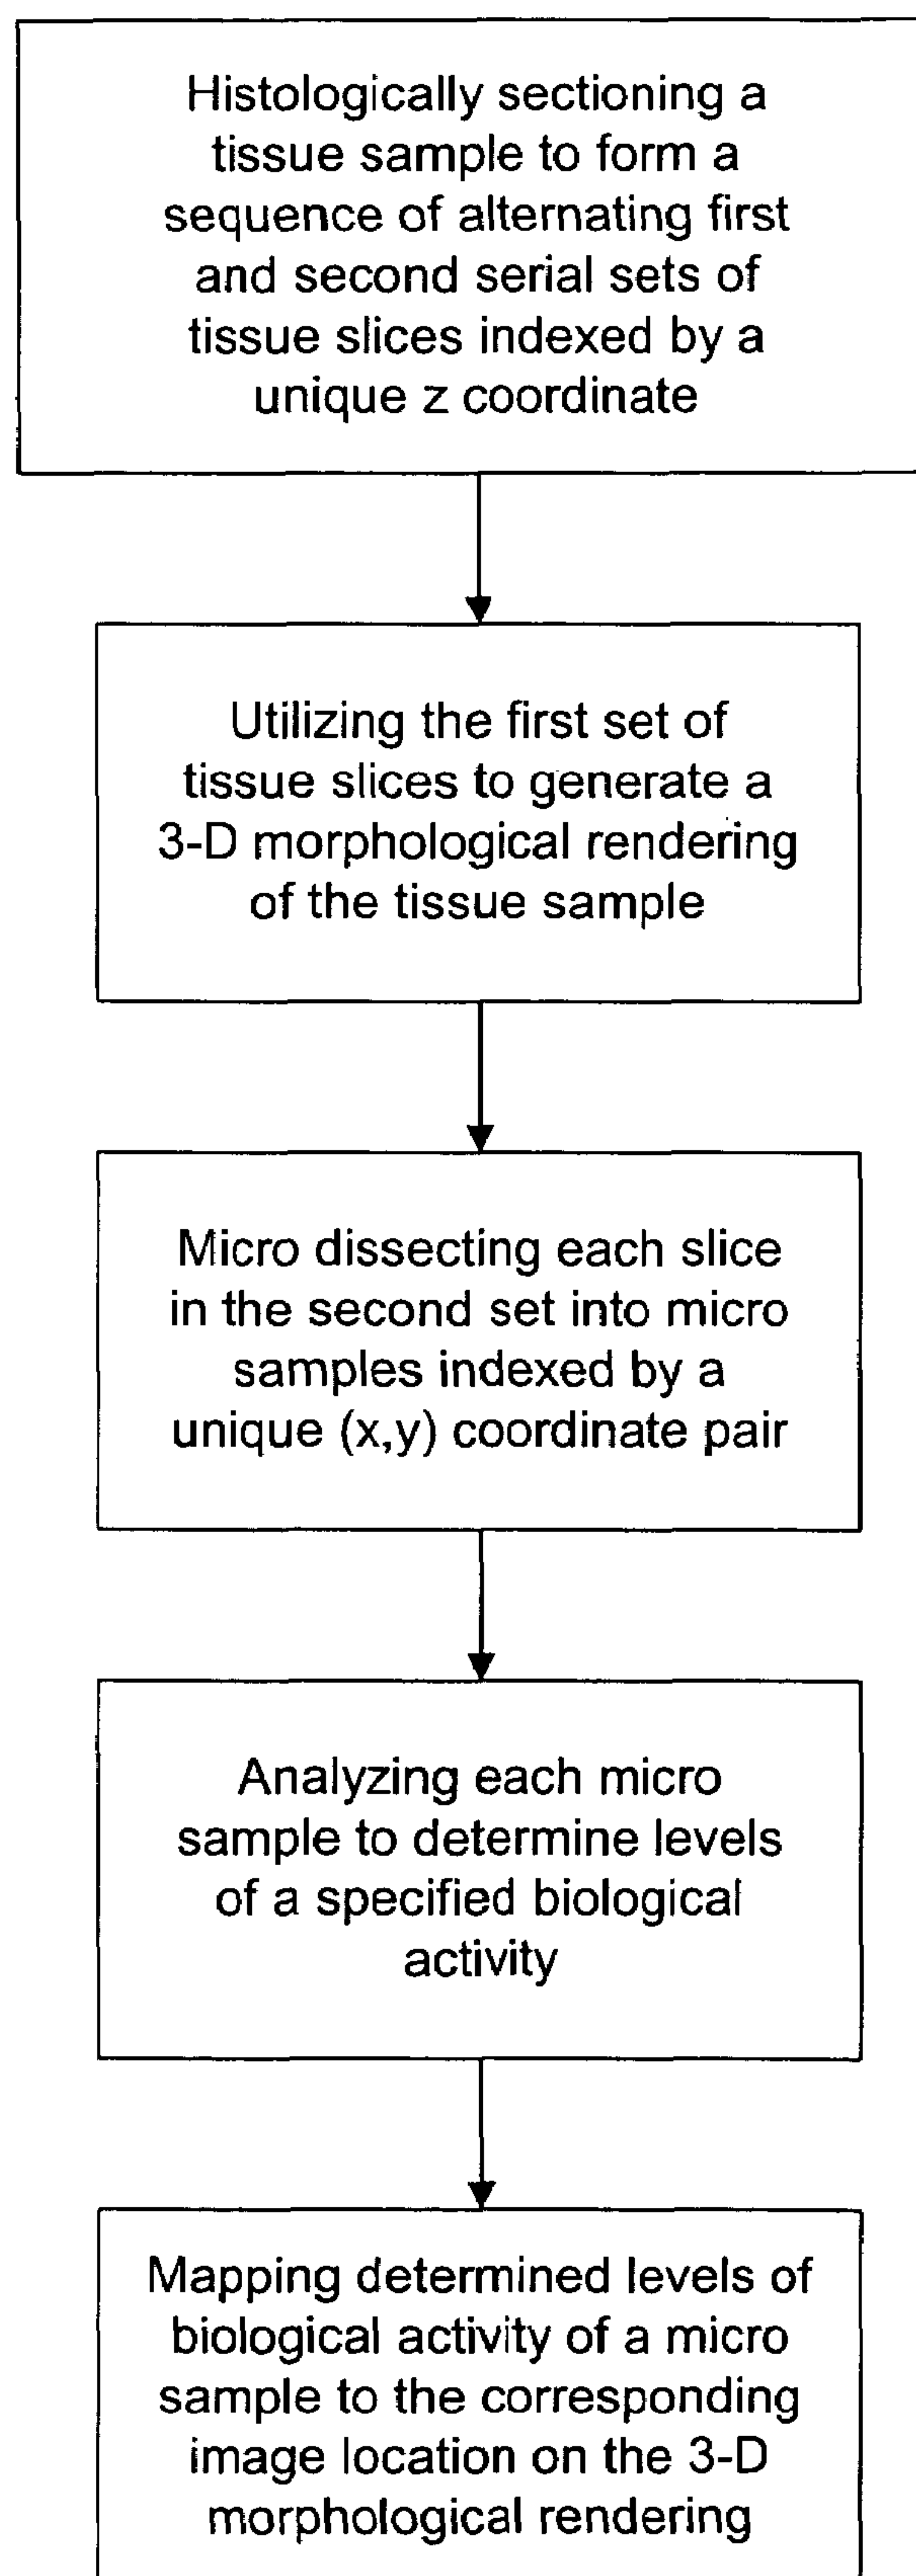 Histologically sectioning a
tissue sample to form a
sequence of alternating first
and second serial sets of
tissue slices indexed by a
unique z coordinate
Utilizing the first set of
tissue slices to generate a
3-D morphological rendering
of the tissue sample
Micro dissecting each slice
in the second set into micro
samples indexed by a
unique (x,y) coordinate pair
Analyzing each micro
sample to determine levels
of a specified biological
activity
Mapping determined levels of
biological activity of a micro
sample to the corresponding
image location on the 3-D
morphological rendering